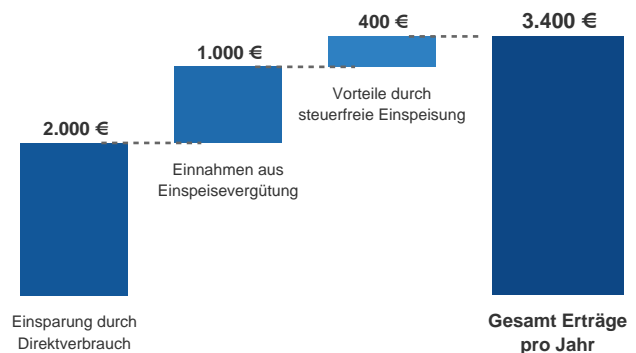 2.000 €
Einsparung durch
Direktverbrauch
1.000 €
Einnahmen aus
Einspeisevergütung
400 €
Vorteile durch
steuerfreie Einspeisung
3.400 €
Gesamt Erträge
pro Jahr